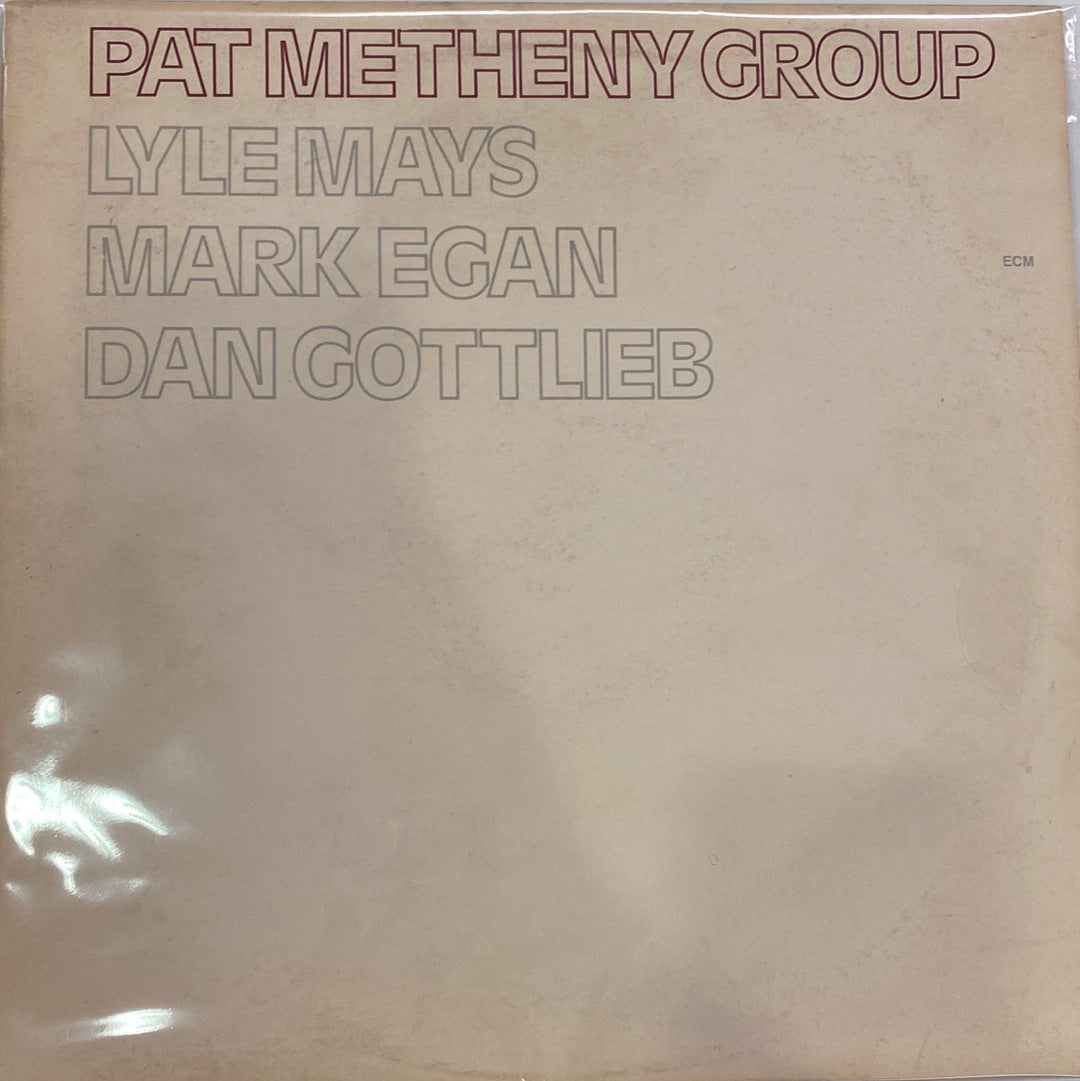 PAT METHENY GROUP
LYLE MAYS
MARK EGAN
ECM
DAN GOTTLIEB